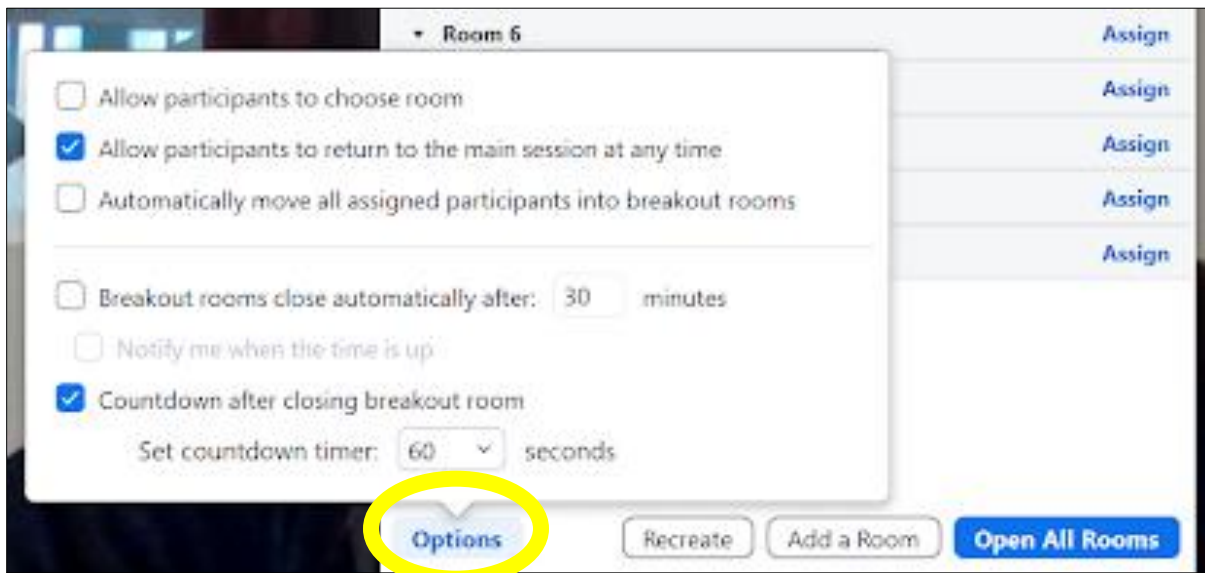 Room 6 Assign
Allow participants to choose room
Assign
Allow participants to return to the main session at any time
Assign
Automatically move all assigned participants into breakout rooms
Assign
Assign
Breakout rooms close automatically after: 30 minutes
Notify me when the time is up
Countdown after closing breakout room
Set countdown timer: 60 seconds
Options Recreate Add a Room Open All Rooms